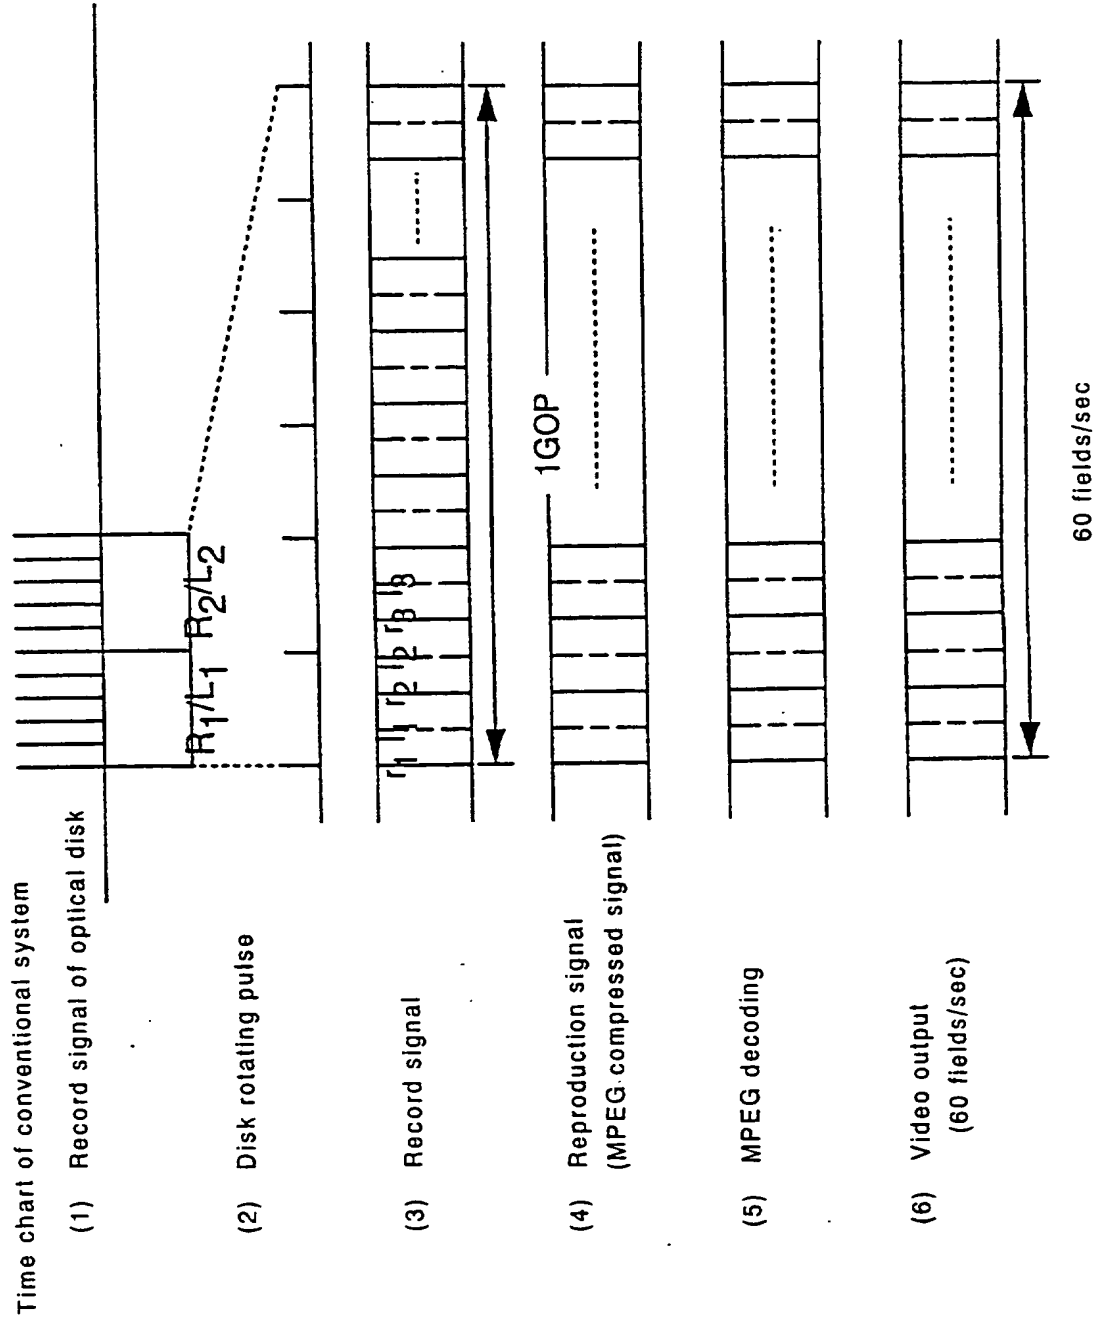 Time chart of conventional system
(1) Record signal of optical disk
R1/L1 R2/L2
(2) Disk rotating pulse
(3) Record signal
r1 l1 r2 l2 r3 l3
1GOP
(4) Reproduction signal
(MPEG compressed signal)
(5) MPEG decoding
(6) Video output
(60 fields/sec)
60 fields/sec